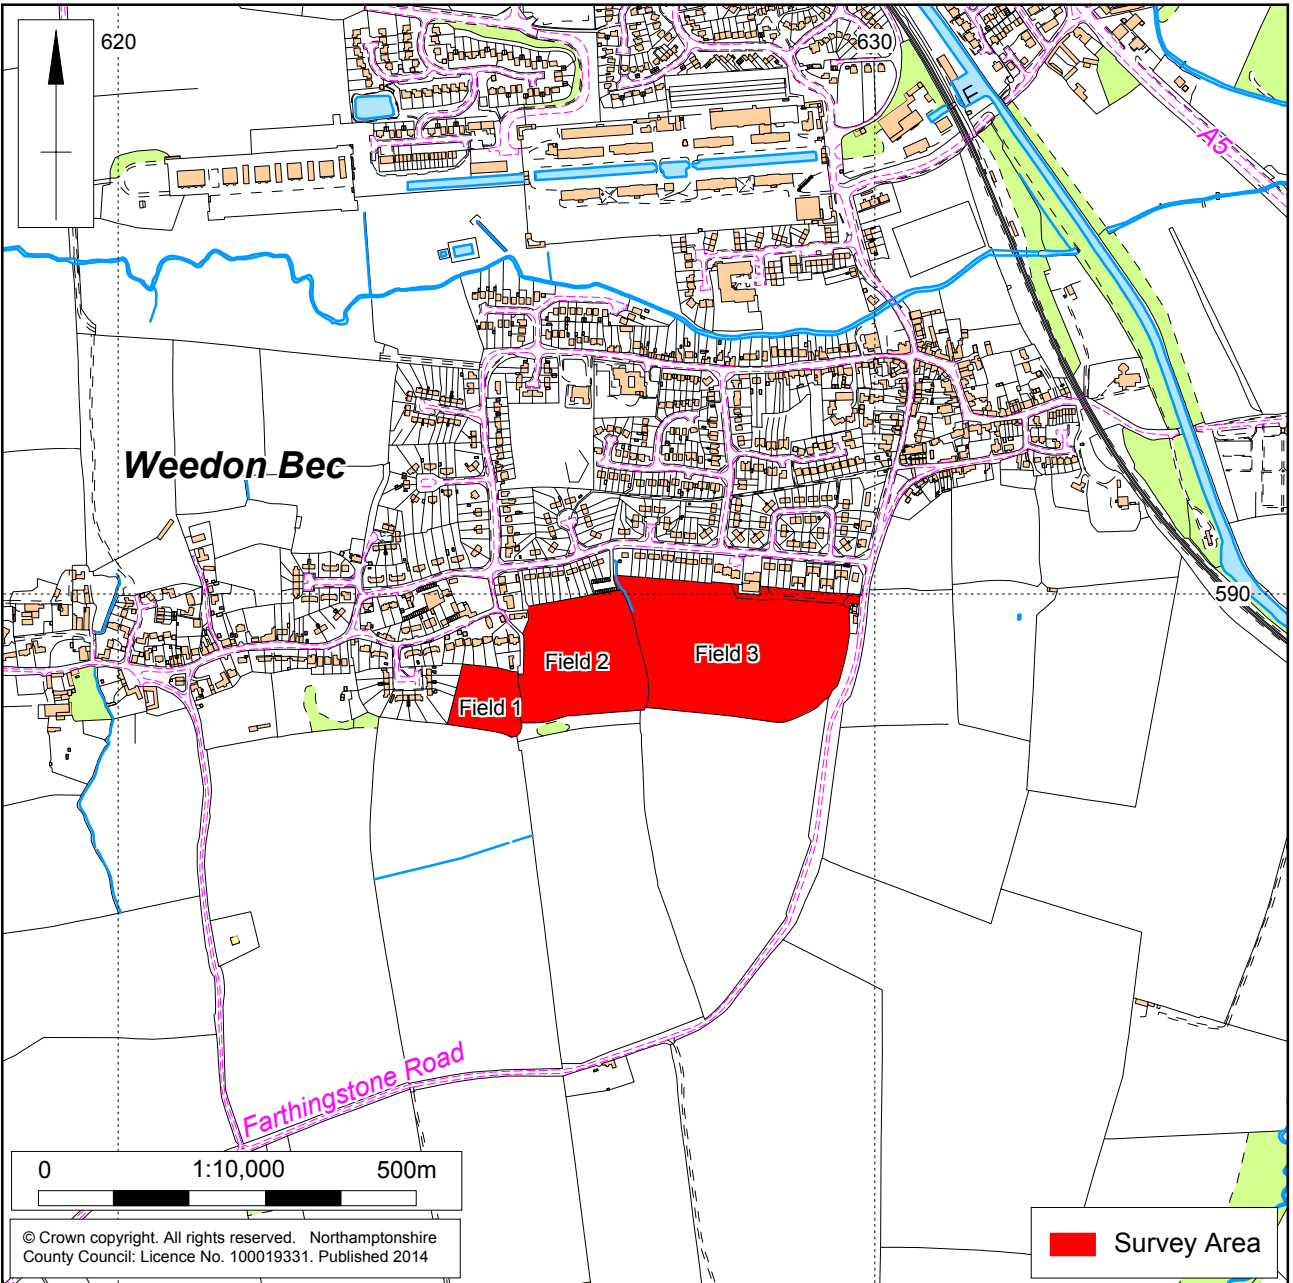 620
630
A5
Weedon Bec
590
Field 3
Field 2
Field 1
Farthingstone Road
0 1:10,000 500m
© Crown copyright. All rights reserved. Northamptonshire
County Council: Licence No. 100019331. Published 2014
Survey Area